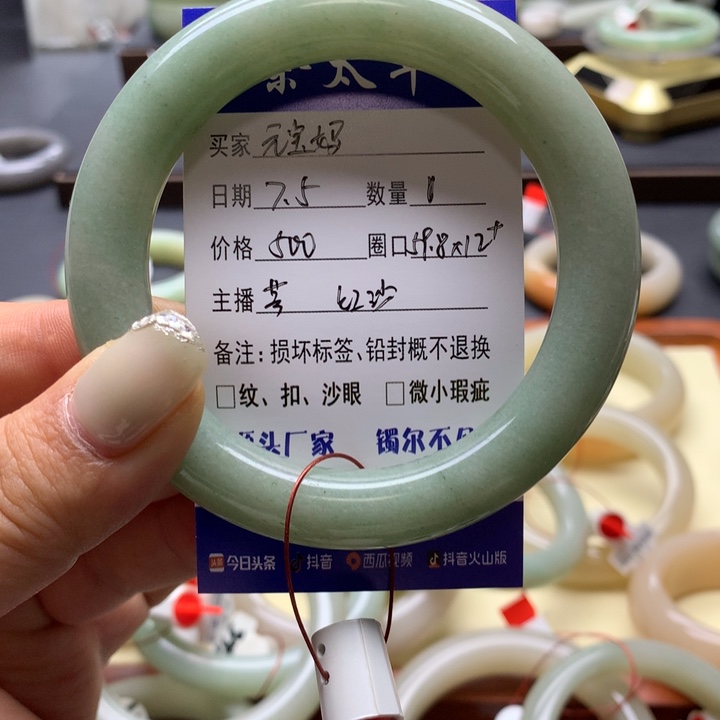 买家 元宝妈
日期 7.5 数量 1
价格 500 圈口 59.8×12+
主播
备注：损坏标签、铅封概不退换
□纹、扣、沙眼 □微小瑕疵
头厂家 镯尔不
今日头条 抖音 西瓜视频 抖音火山版